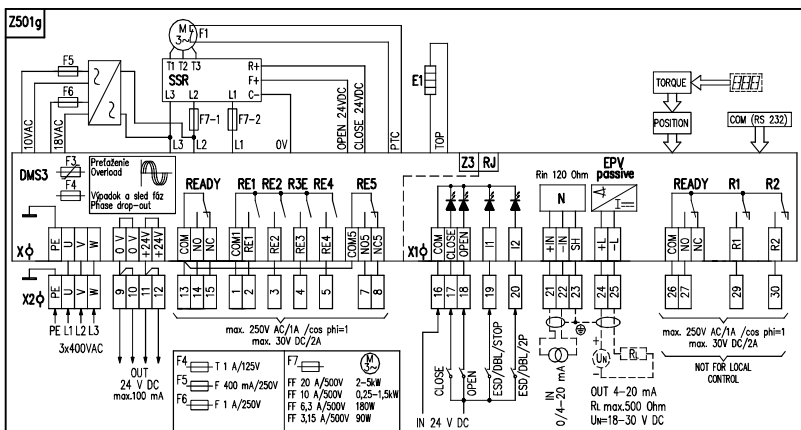 Z501g
M
3~
F1
T1 T2 T3
SSR
R+
F+
C-
L3 L2 L1
F5
F6
F7-1
F7-2
10VAC
18VAC
L3
L2
L1
0V
OPEN 24VDC
CLOSE 24VDC
PTC
E1
TOP
TORQUE
POSITION
COM (RS 232)
DMS3
F3
F4
Preťaženie
Overload
Výpadok a sled fáz
Phase drop-out
READY
RE1 RE2 R3E RE4
RE5
Z3 RJ
Rin 120 Ohm
N
EPV
passive
I
READY
R1
R2
X
PE
U
V
W
0 V
0 V
+24V
+24V
COM
NO
NC
COM1
RE1
RE2
RE3
RE4
COM5
NO5
NC5
X1
COM
CLOSE
OPEN
I1
I2
+IN
-IN
SH
+L
-L
COM
NO
NC
R1
R2
X2
PE
U
V
W
9 10 11 12
13 14 15
1 2 3 4 5
7 8
16 17 18 19 20
21 22 23 24 25
26 27 29 30
PE L1 L2 L3
3x400VAC
OUT
24 V DC
max.100 mA
max. 250V AC/1A /cos phi=1
max. 30V DC/2A
F4 T 1 A/125V
F5 F 400 mA/250V
F6 F 1 A/250V
F7
M
3~
FF 20 A/500V 2-5kW
FF 10 A/500V 0,25-1,5kW
FF 6,3 A/500V 180W
FF 3,15 A/500V 90W
CLOSE
OPEN
ESD/DBL/STOP
ESD/DBL/2P
IN 24 V DC
IN
0/4-20 mA
+
UN
-
RL
OUT 4-20 mA
RL max.500 Ohm
UN=18-30 V DC
max. 250V AC/1A /cos phi=1
max. 30V DC/2A
NOT FOR LOCAL
CONTROL